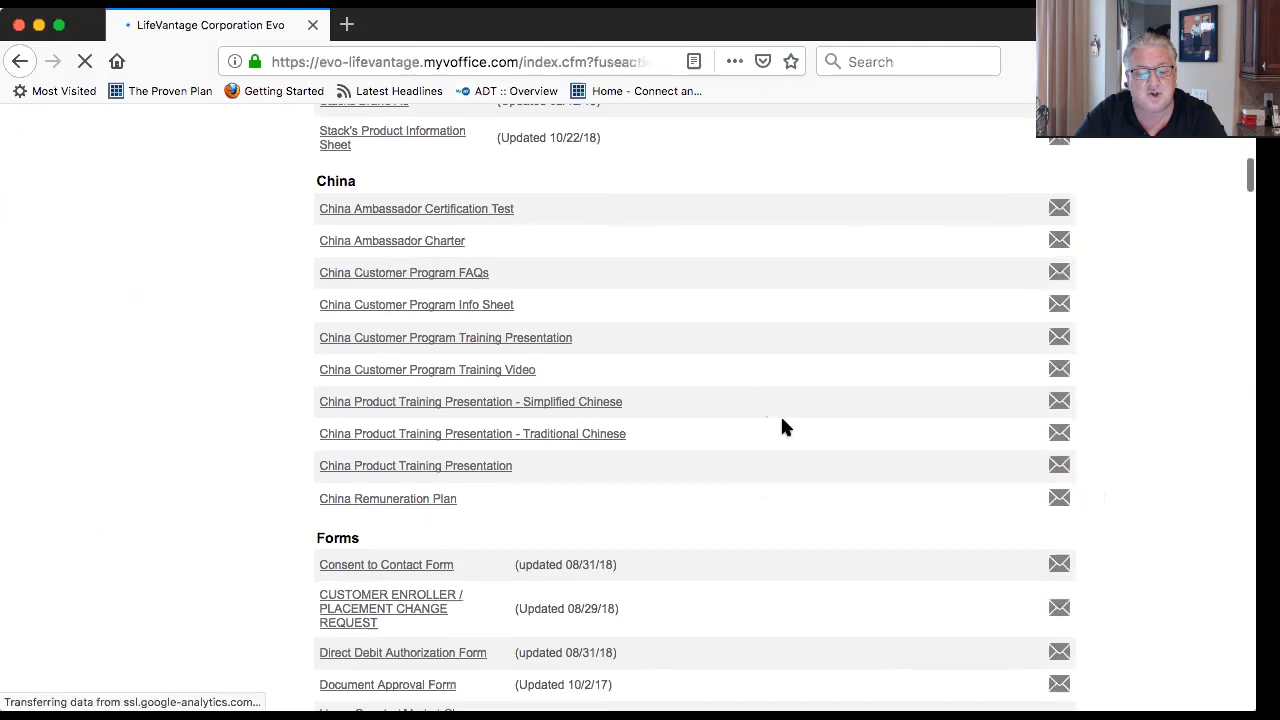 LifeVantage Corporation Evo
https://evo-lifevantage.myvoffice.com/index.cfm?fuseacti
Search
Most Visited
The Proven Plan
Getting Started
Latest Headlines
ADT :: Overview
Home - Connect an...
Stack's Product Information
Sheet
(Updated 10/22/18)
China
China Ambassador Certification Test
China Ambassador Charter
China Customer Program FAQs
China Customer Program Info Sheet
China Customer Program Training Presentation
China Customer Program Training Video
China Product Training Presentation - Simplified Chinese
China Product Training Presentation - Traditional Chinese
China Product Training Presentation
China Remuneration Plan
Forms
Consent to Contact Form (updated 08/31/18)
CUSTOMER ENROLLER /
PLACEMENT CHANGE
REQUEST
(Updated 08/29/18)
Direct Debit Authorization Form (updated 08/31/18)
Document Approval Form (Updated 10/2/17)
Transferring data from ssl.google-analytics.com...